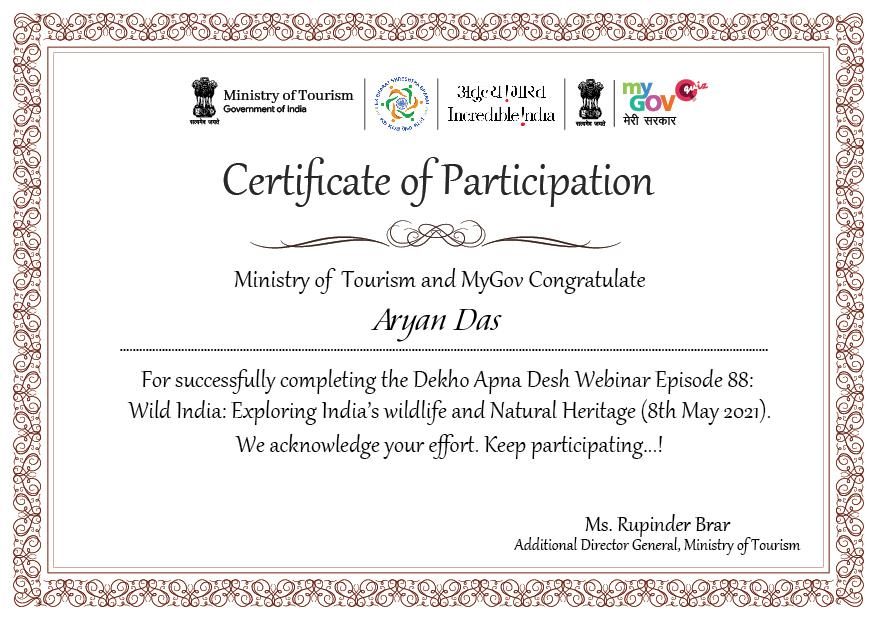 Ministry of Tourism
Government of India
सत्यमेव जयते
EK BHARAT SHRESHTHA BHARAT
अतुल्य !भारत
Incredible!ndia
सत्यमेव जयते
my
GOV
quiz
मेरी सरकार
Certificate of Participation
Ministry of Tourism and MyGov Congratulate
Aryan Das
For successfully completing the Dekho Apna Desh Webinar Episode 88:
Wild India: Exploring India's wildlife and Natural Heritage (8th May 2021).
We acknowledge your effort. Keep participating...!
Ms. Rupinder Brar
Additional Director General, Ministry of Tourism